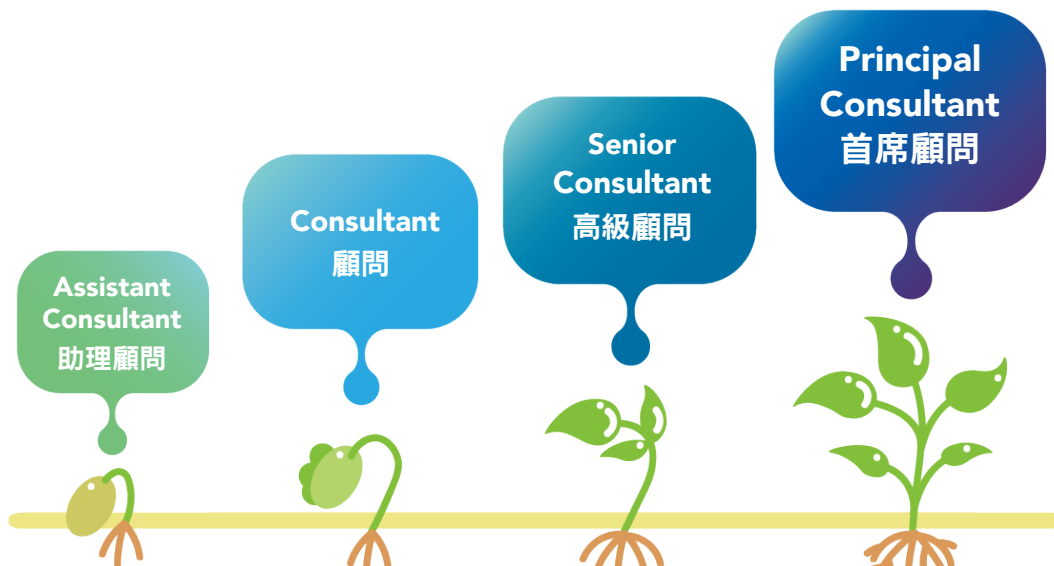 Assistant
Consultant
助理顧問
Consultant
顧問
Senior
Consultant
高級顧問
Principal
Consultant
首席顧問